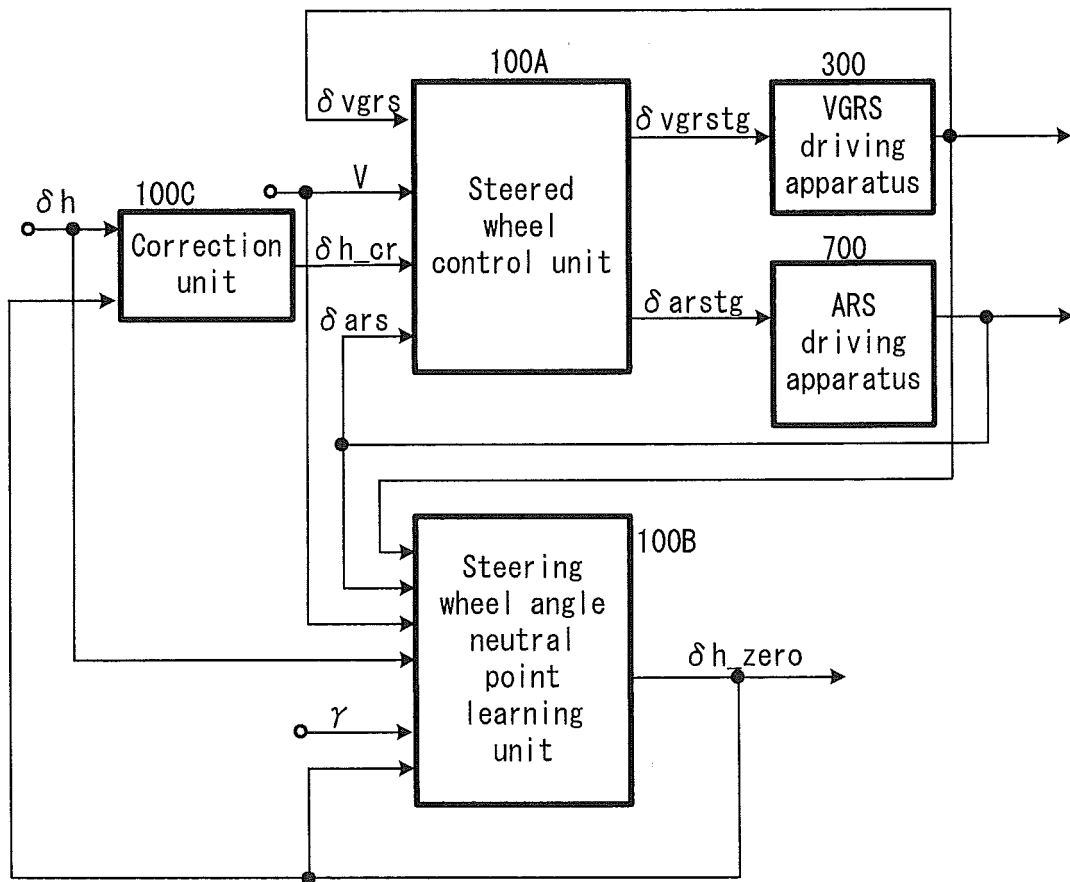 100A
300
δvgrs
δvgrstg
VGRS
driving
apparatus
V
100C
δh
Steered
wheel
control unit
Correction
unit
δh_cr
700
δars
δarstg
ARS
driving
apparatus
100B
Steering
wheel angle
neutral
point
learning
unit
δh_zero
γ